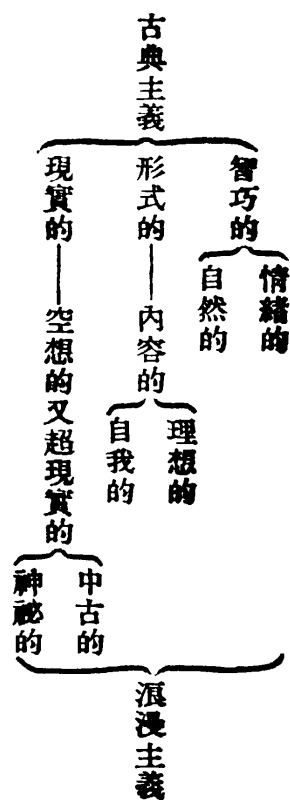 古典主義
智巧的
情緒的
自然的
形式的
內容的
理想的
自我的
現實的
空想的又超現實的
中古的
神祕的
浪漫主義